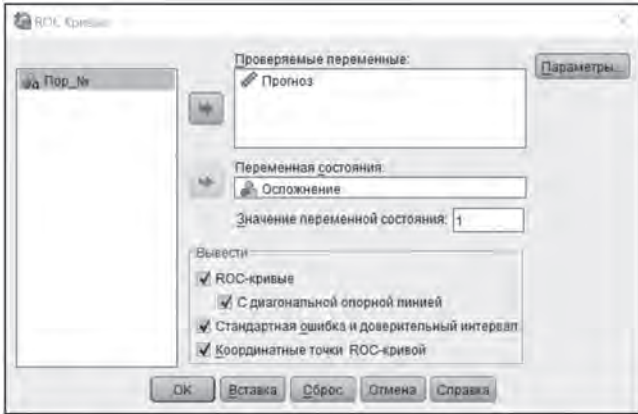 ROC Кривые
Пор_№
Проверяемые переменные:
Прогноз
Параметры...
Переменная состояния:
Осложнение
Значение переменной состояния: 1
Вывести
ROC-кривые
С диагональной опорной линией
Стандартная ошибка и доверительный интервал
Координатные точки ROC-кривой
OK Вставка Сброс Отмена Справка